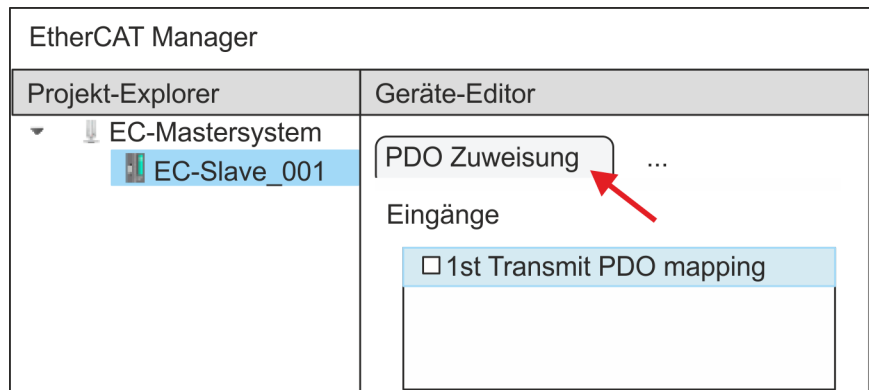 EtherCAT Manager
Projekt-Explorer
Geräte-Editor
EC-Mastersystem
EC-Slave_001
PDO Zuweisung ...
Eingänge
1st Transmit PDO mapping